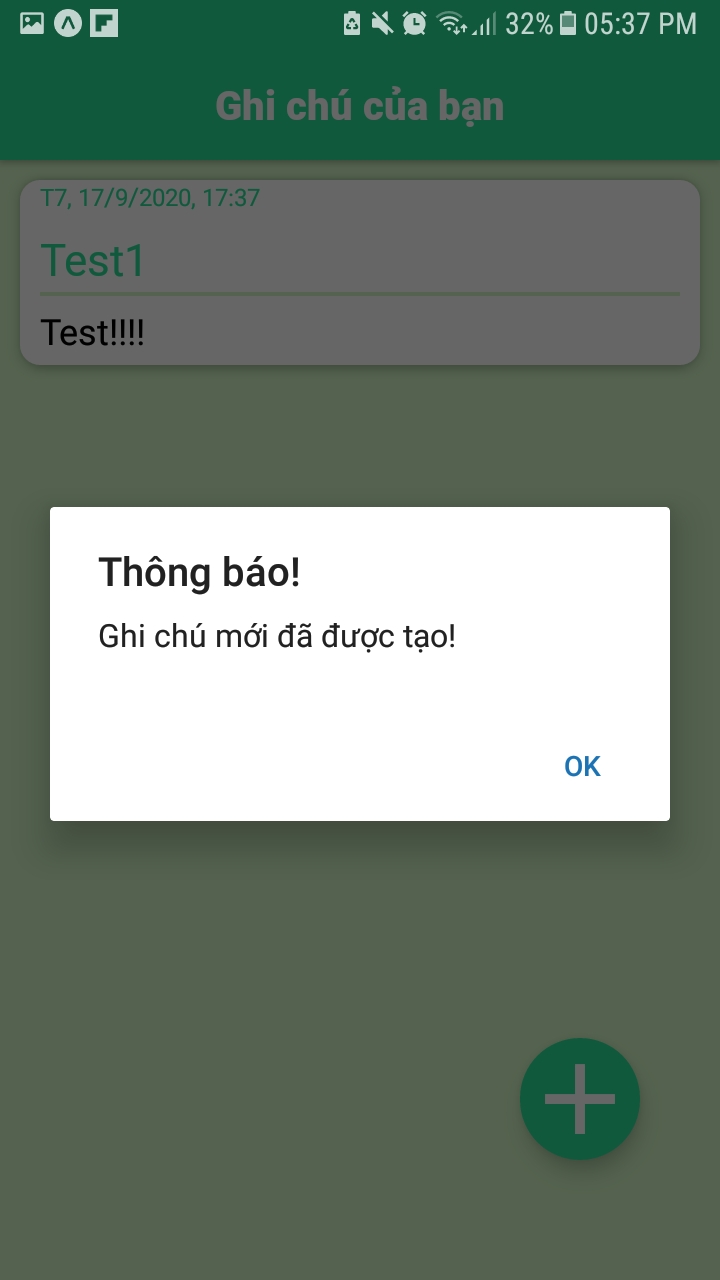 32% 05:37 PM
Ghi chú của bạn
T7, 17/9/2020, 17:37
Test1
Test!!!!
Thông báo!
Ghi chú mới đã được tạo!
OK